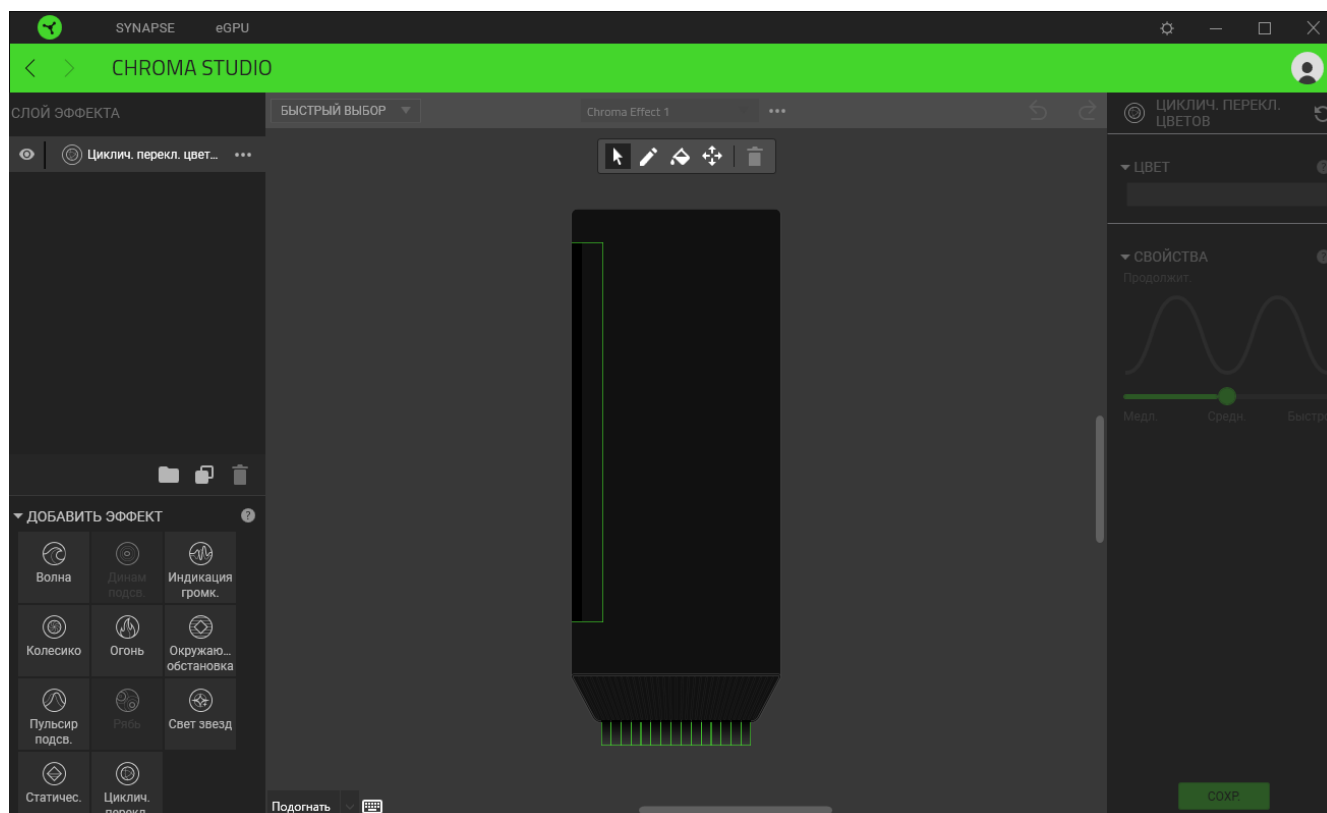 SYNAPSE eGPU
CHROMA STUDIO
СЛОЙ ЭФФЕКТА
БЫСТРЫЙ ВЫБОР
Chroma Effect 1
ЦИКЛИЧ. ПЕРЕКЛ.
ЦВЕТОВ
Циклич. перекл. цвет...
ЦВЕТ
СВОЙСТВА
Продолжит.
Медл. Средн. Быстро
ДОБАВИТЬ ЭФФЕКТ
Волна
Динам
подсв.
Индикация
громк.
Колесико
Огонь
Окружаю...
обстановка
Пульсир
подсв.
Рябь
Свет звезд
Статичес.
Циклич.
перекл.
Подогнать
СОХР.